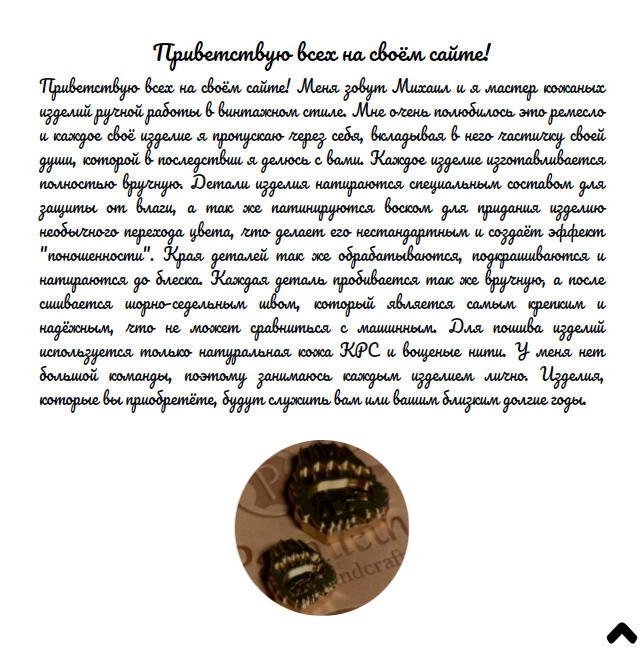 Приветствую всех на своём сайте!
Приветствую всех на своём сайте! Меня зовут Михаил и я мастер кожаных
изделий ручной работы в винтажном стиле. Мне очень полюбилось это ремесло
и каждое своё изделие я пропускаю через себя, вкладывая в него частичку своей
души, которой в последствии я делюсь с вами. Каждое изделие изготавливается
полностью вручную. Детали изделия натираются специальным составом для
защиты от влаги, а так же патинируются воском для придания изделию
необычного перехода цвета, что делает его нестандартным и создаёт эффект
"поношенности". Края деталей так же обрабатываются, подкрашиваются и
натираются до блеска. Каждая деталь пробивается так же вручную, а после
сшивается шорно-седельным швом, который является самым крепким и
надёжным, что не может сравниться с машинным. Для пошива изделий
используется только натуральная кожа КРС и вощеные нити. У меня нет
большой команды, поэтому занимаюсь каждым изделием лично. Изделия,
которые вы приобретёте, будут служить вам или вашим близким долгие годы.